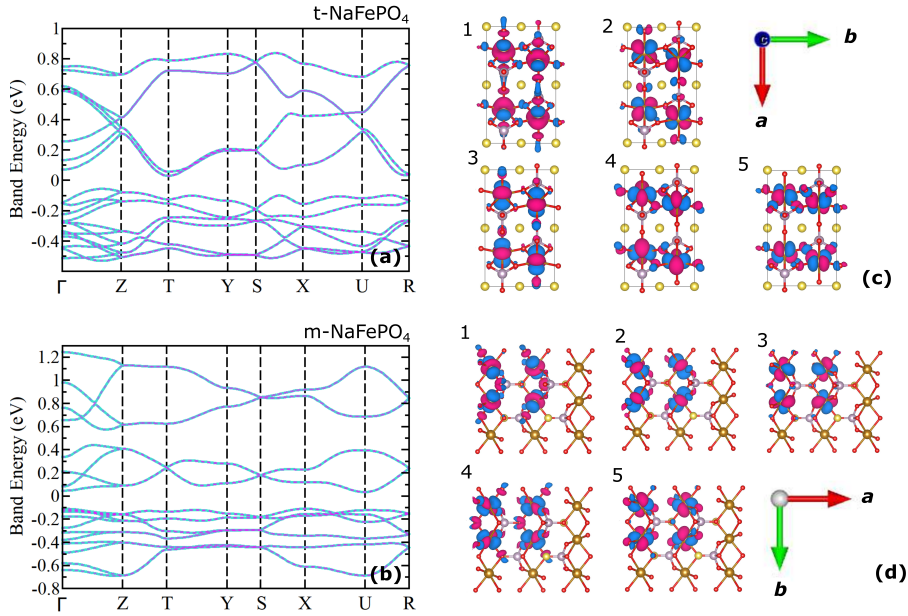 t-NaFePO4
Band Energy (eV)
1
0.8
0.6
0.4
0.2
0
-0.2
-0.4
(a)
Γ Z T Y S X U R
m-NaFePO4
Band Energy (eV)
1.2
1.0
0.8
0.6
0.4
0.2
0
-0.2
-0.4
-0.6
-0.8
(b)
Γ Z T Y S X U R
1 2
b
a
3 4 5
(c)
1 2 3
4 5
a
b
(d)